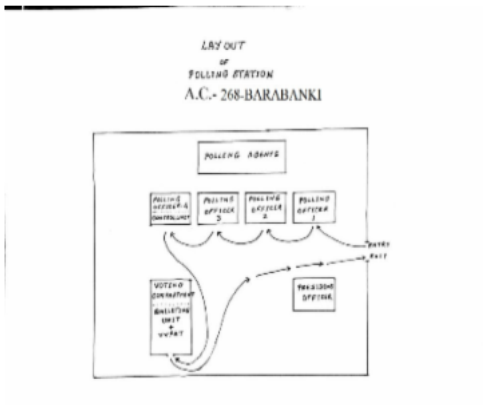 LAY OUT
OF
POLLING STATION
A.C.- 268-BARABANKI
POLLING AGENTS
POLLING
OFFICER-4
CONTROL UNIT
POLLING
OFFICER
3
POLLING
OFFICER
2
POLLING
OFFICER
1
ENTRY
EXIT
VOTING
COMPARTMENT
BALLOTING
UNIT
+
VVPAT
PRESIDING
OFFICER